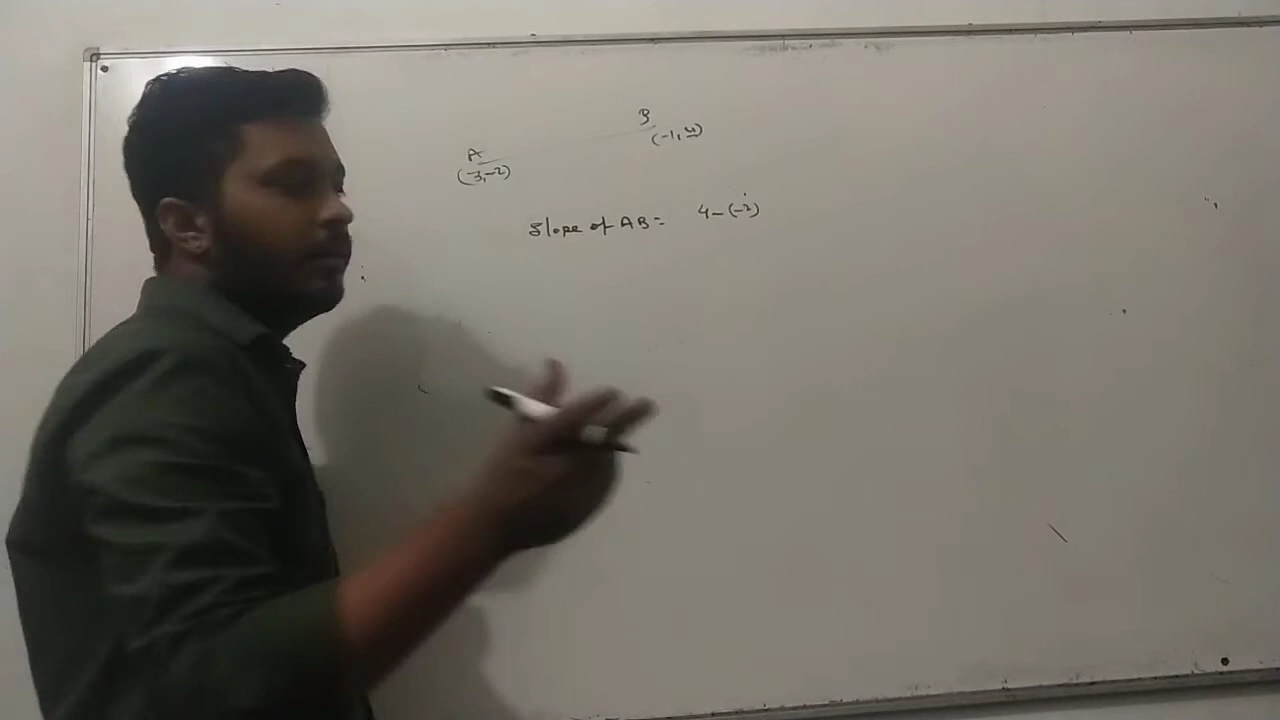 B
(-1, 4)
A
(3,-2)
Slope of AB = 4-(-2)